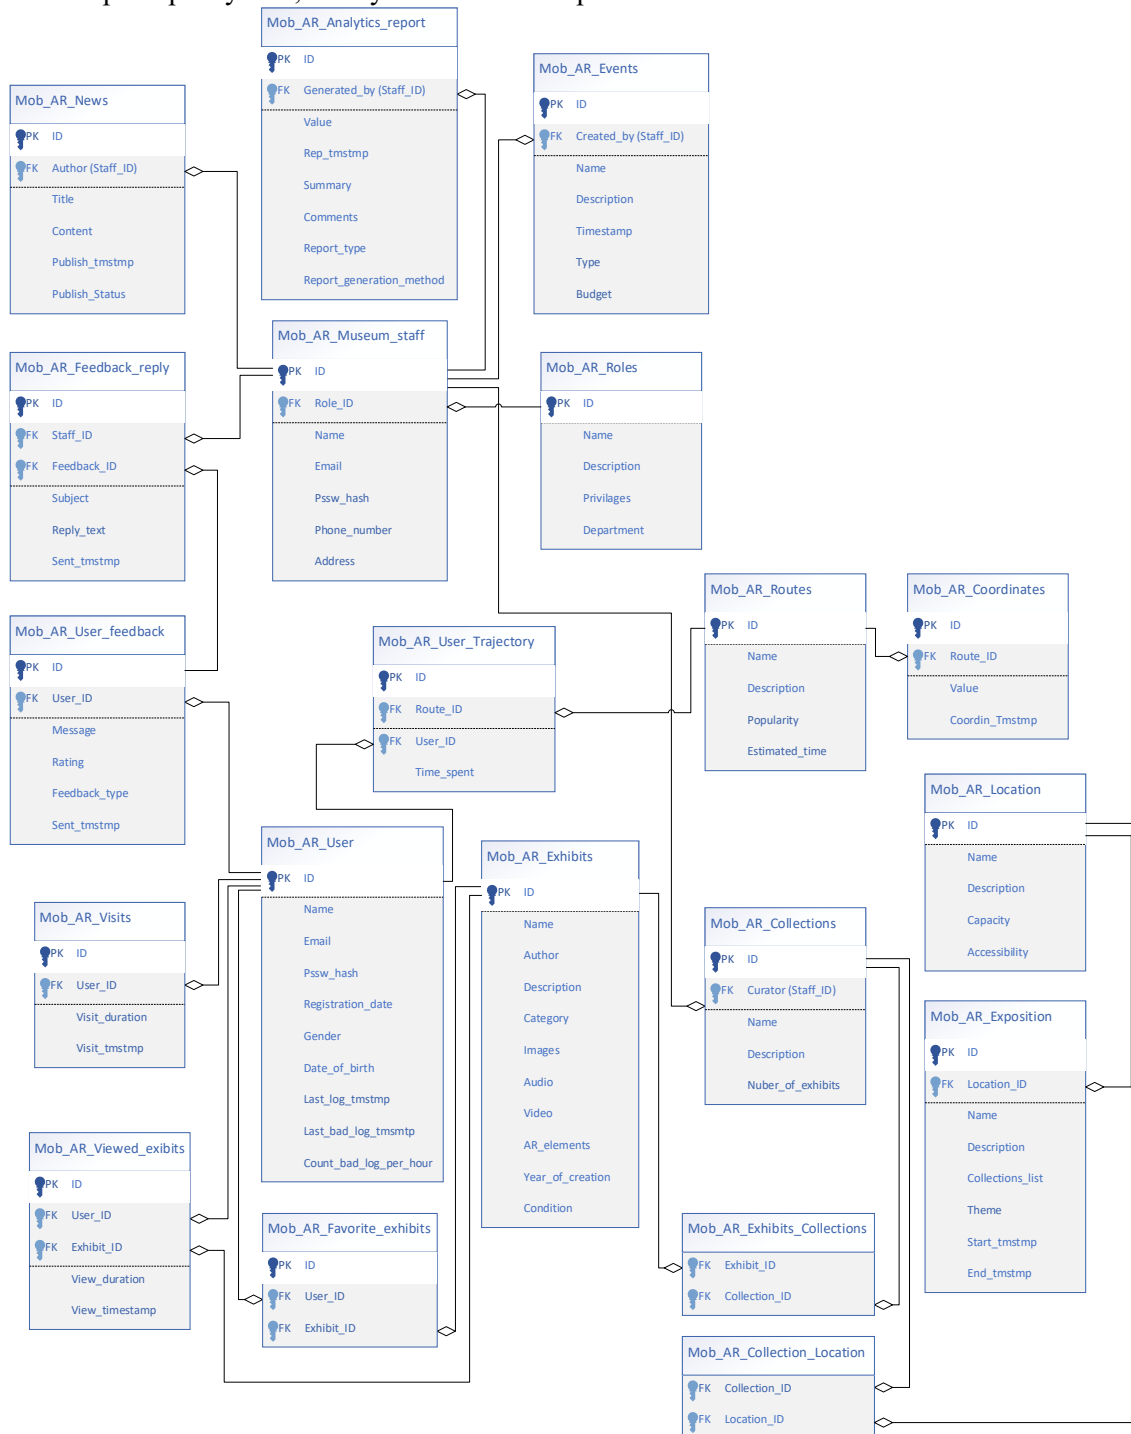 Mob_AR_Analytics_report
PK ID
FK Generated_by (Staff_ID)
Value
Rep_tmstmp
Summary
Comments
Report_type
Report_generation_method
Mob_AR_Events
PK ID
FK Created_by (Staff_ID)
Name
Description
Timestamp
Type
Budget
Mob_AR_News
PK ID
FK Author (Staff_ID)
Title
Content
Publish_tmstmp
Publish_Status
Mob_AR_Museum_staff
PK ID
FK Role_ID
Name
Email
Pssw_hash
Phone_number
Address
Mob_AR_Feedback_reply
PK ID
FK Staff_ID
FK Feedback_ID
Subject
Reply_text
Sent_tmstmp
Mob_AR_Roles
PK ID
Name
Description
Privilages
Department
Mob_AR_Routes
PK ID
Name
Description
Popularity
Estimated_time
Mob_AR_Coordinates
PK ID
FK Route_ID
Value
Coordin_Tmstmp
Mob_AR_User_feedback
PK ID
FK User_ID
Message
Rating
Feedback_type
Sent_tmstmp
Mob_AR_User_Trajectory
PK ID
FK Route_ID
FK User_ID
Time_spent
Mob_AR_Location
PK ID
Name
Description
Capacity
Accessibility
Mob_AR_User
PK ID
Name
Email
Pssw_hash
Registration_date
Gender
Date_of_birth
Last_log_tmstmp
Last_bad_log_tmsmtp
Count_bad_log_per_hour
Mob_AR_Exhibits
PK ID
Name
Author
Description
Category
Images
Audio
Video
AR_elements
Year_of_creation
Condition
Mob_AR_Visits
PK ID
FK User_ID
Visit_duration
Visit_tmstmp
Mob_AR_Collections
PK ID
FK Curator (Staff_ID)
Name
Description
Nuber_of_exhibits
Mob_AR_Exposition
PK ID
FK Location_ID
Name
Description
Collections_list
Theme
Start_tmstmp
End_tmstmp
Mob_AR_Viewed_exibits
PK ID
FK User_ID
FK Exhibit_ID
View_duration
View_timestamp
Mob_AR_Favorite_exhibits
PK ID
FK User_ID
FK Exhibit_ID
Mob_AR_Exhibits_Collections
FK Exhibit_ID
FK Collection_ID
Mob_AR_Collection_Location
FK Collection_ID
FK Location_ID